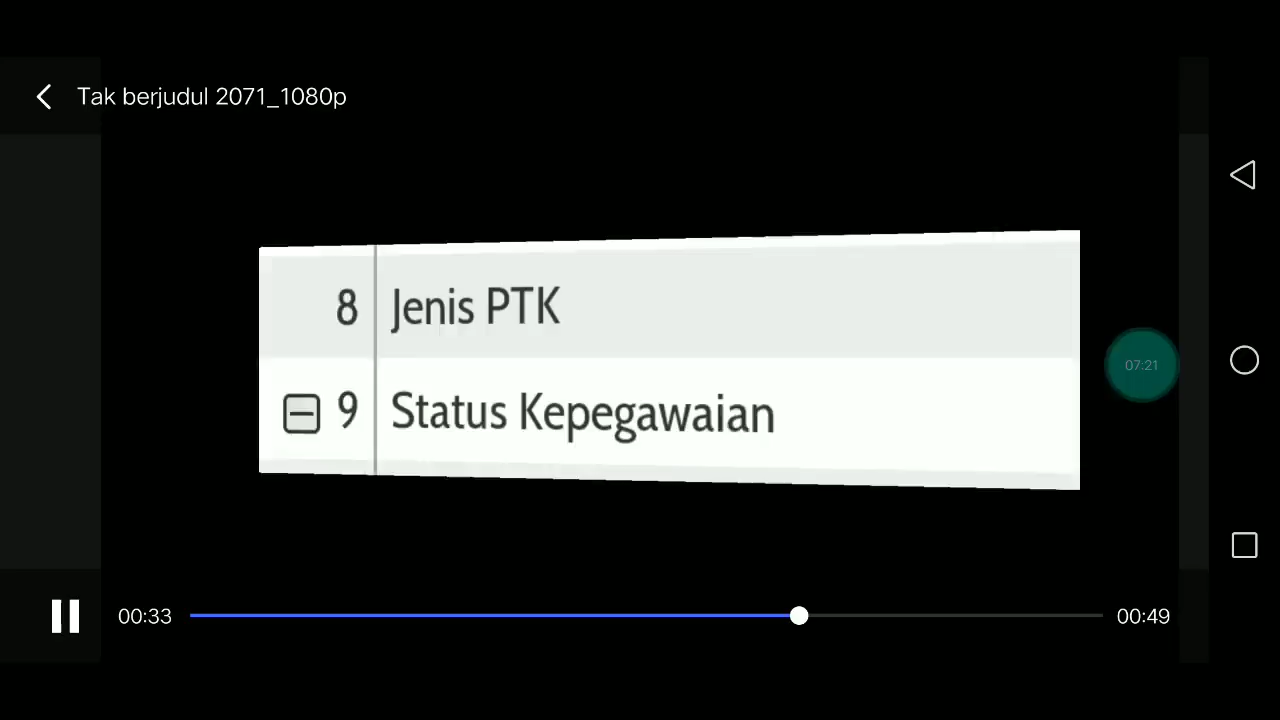 Tak berjudul 2071_1080p
8 Jenis PTK
9 Status Kepegawaian
07:21
00:33
00:49